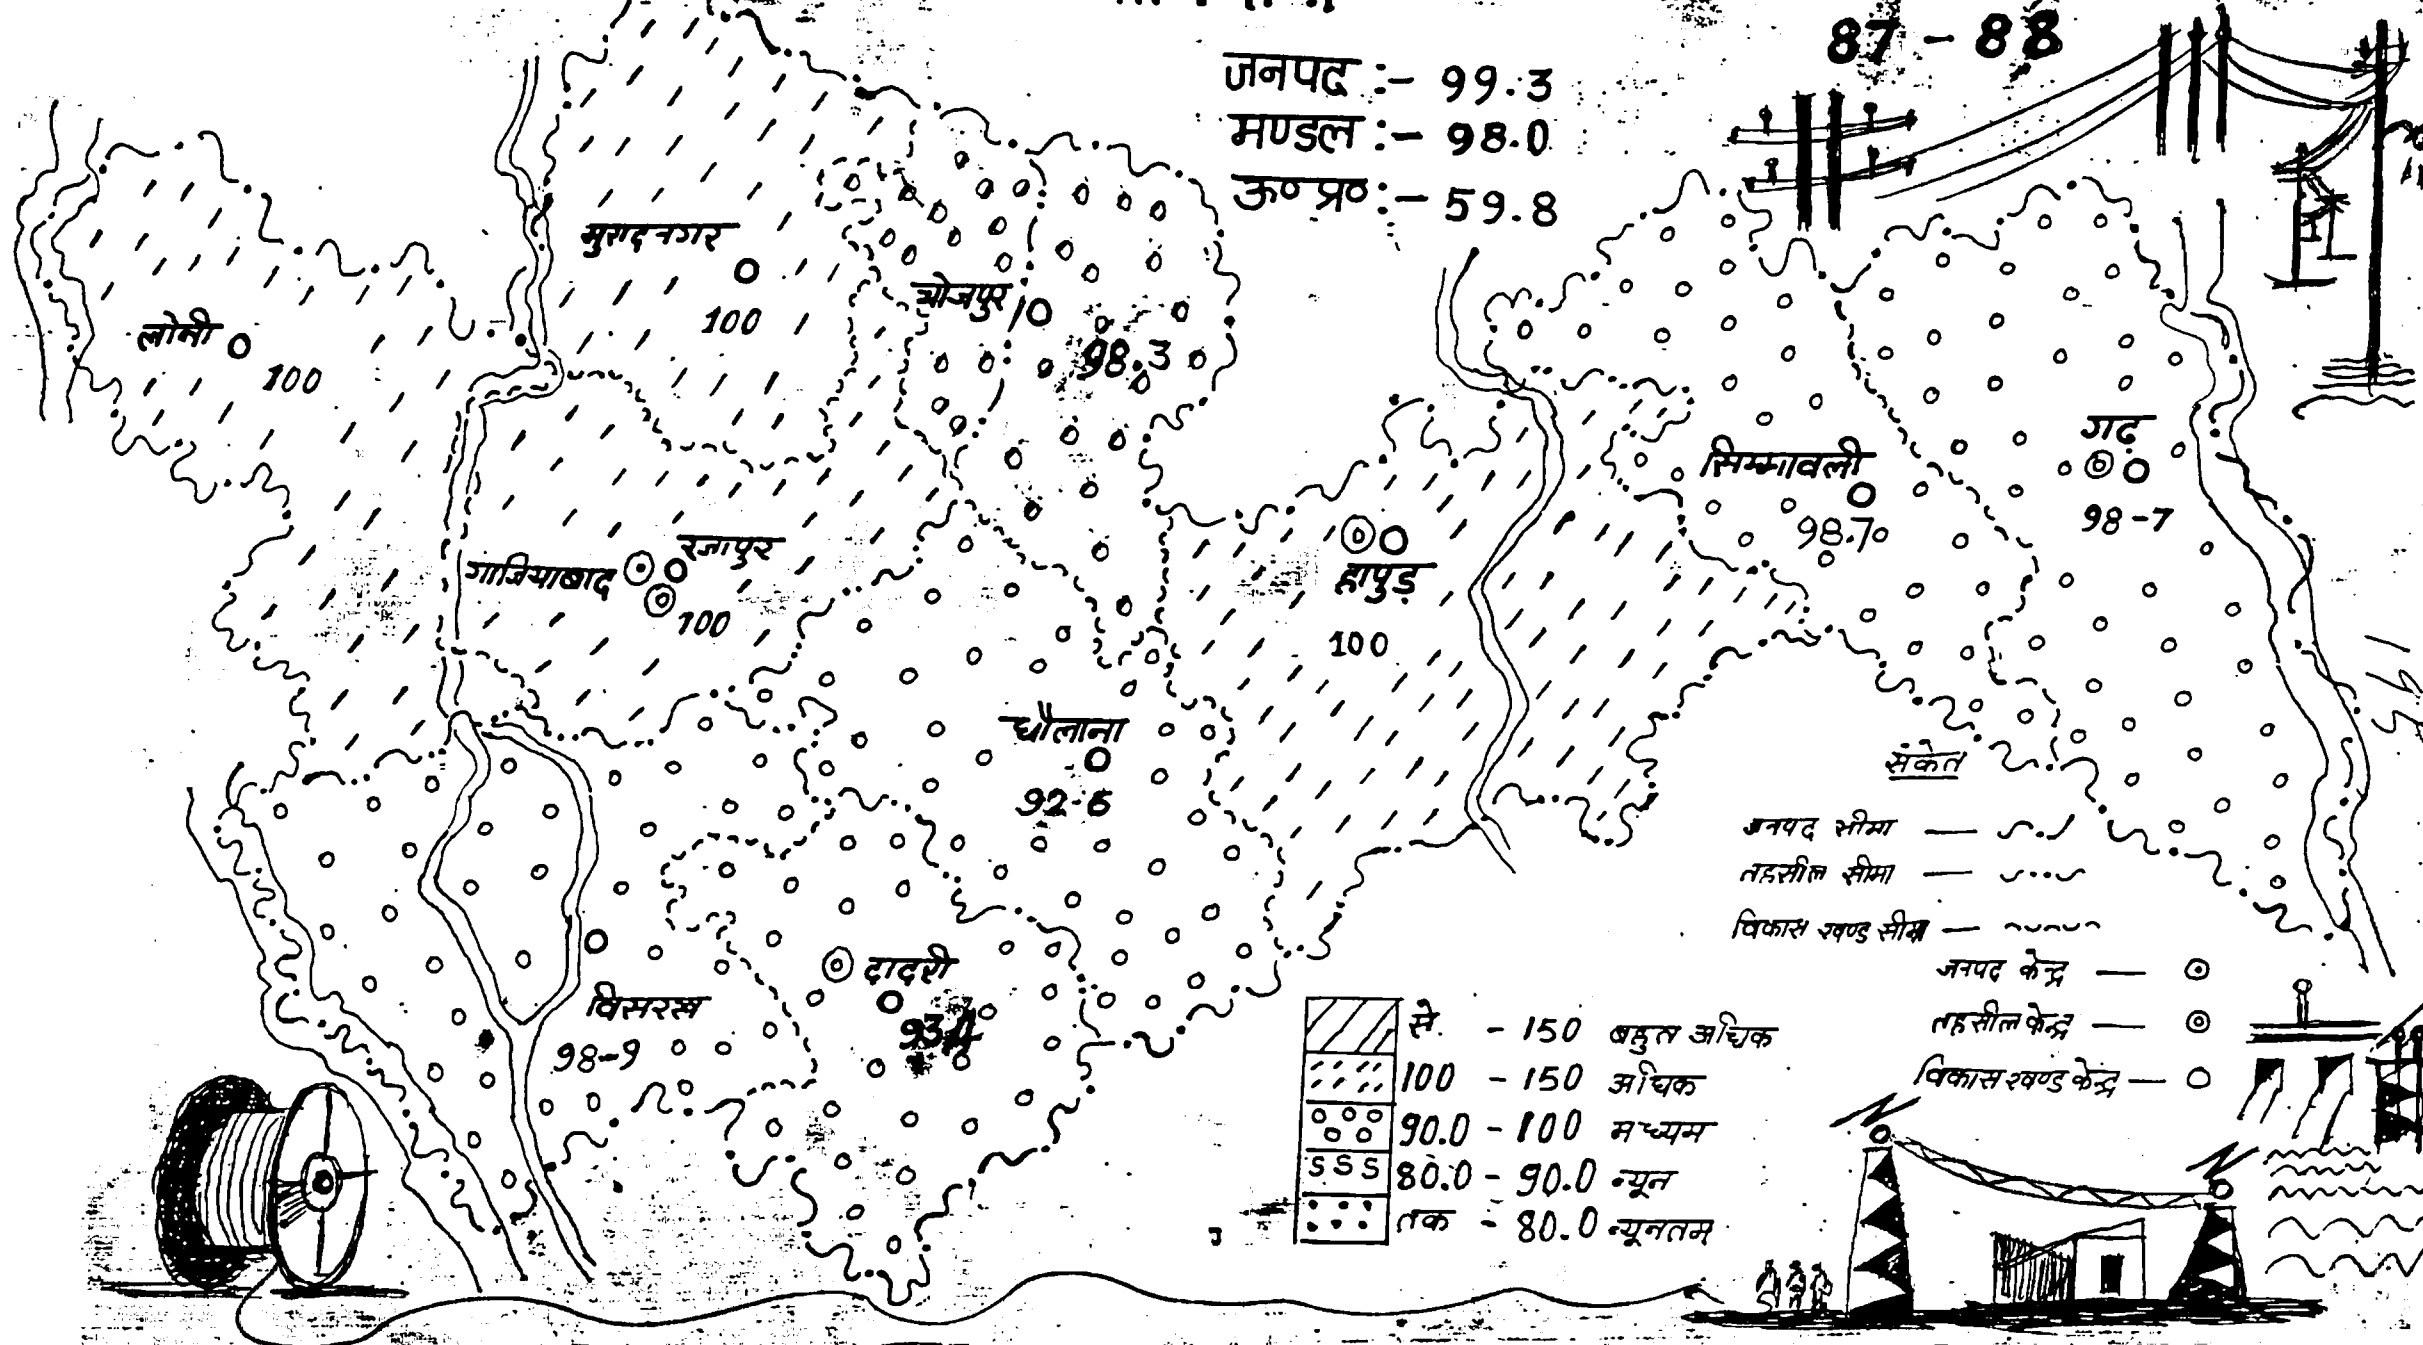 87 - 88
जनपद :- 99.3
मण्डल :- 98.0
ऊ० प्र० :- 59.8
मुरादनगर
100
भोजपुर
98.3
लोनी
100
गाजियाबाद
रजापुर
100
हापुड़
100
सिम्भावली
98.7
गढ़
98-7
धौलाना
92-6
दादरी
विसरख
98-9
संकेत
जनपद सीमा —
तहसील सीमा —
विकास खण्ड सीमा —
जनपद केन्द्र —
तहसील केन्द्र —
विकास खण्ड केन्द्र —
से. - 150 बहुत अधिक
100 - 150 अधिक
90.0 - 100 मध्यम
SSS 80.0 - 90.0 न्यून
तक - 80.0 न्यूनतम